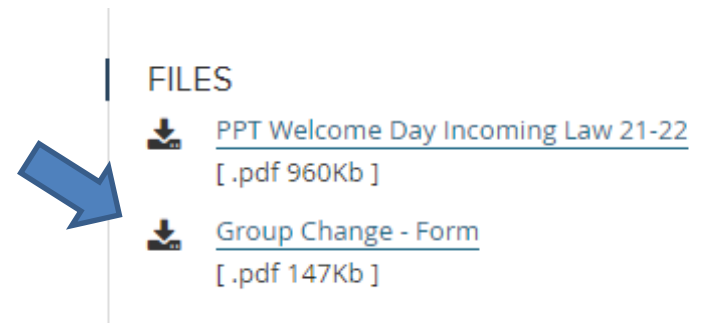 FILES
PPT Welcome Day Incoming Law 21-22
[ .pdf 960Kb ]
Group Change - Form
[ .pdf 147Kb ]